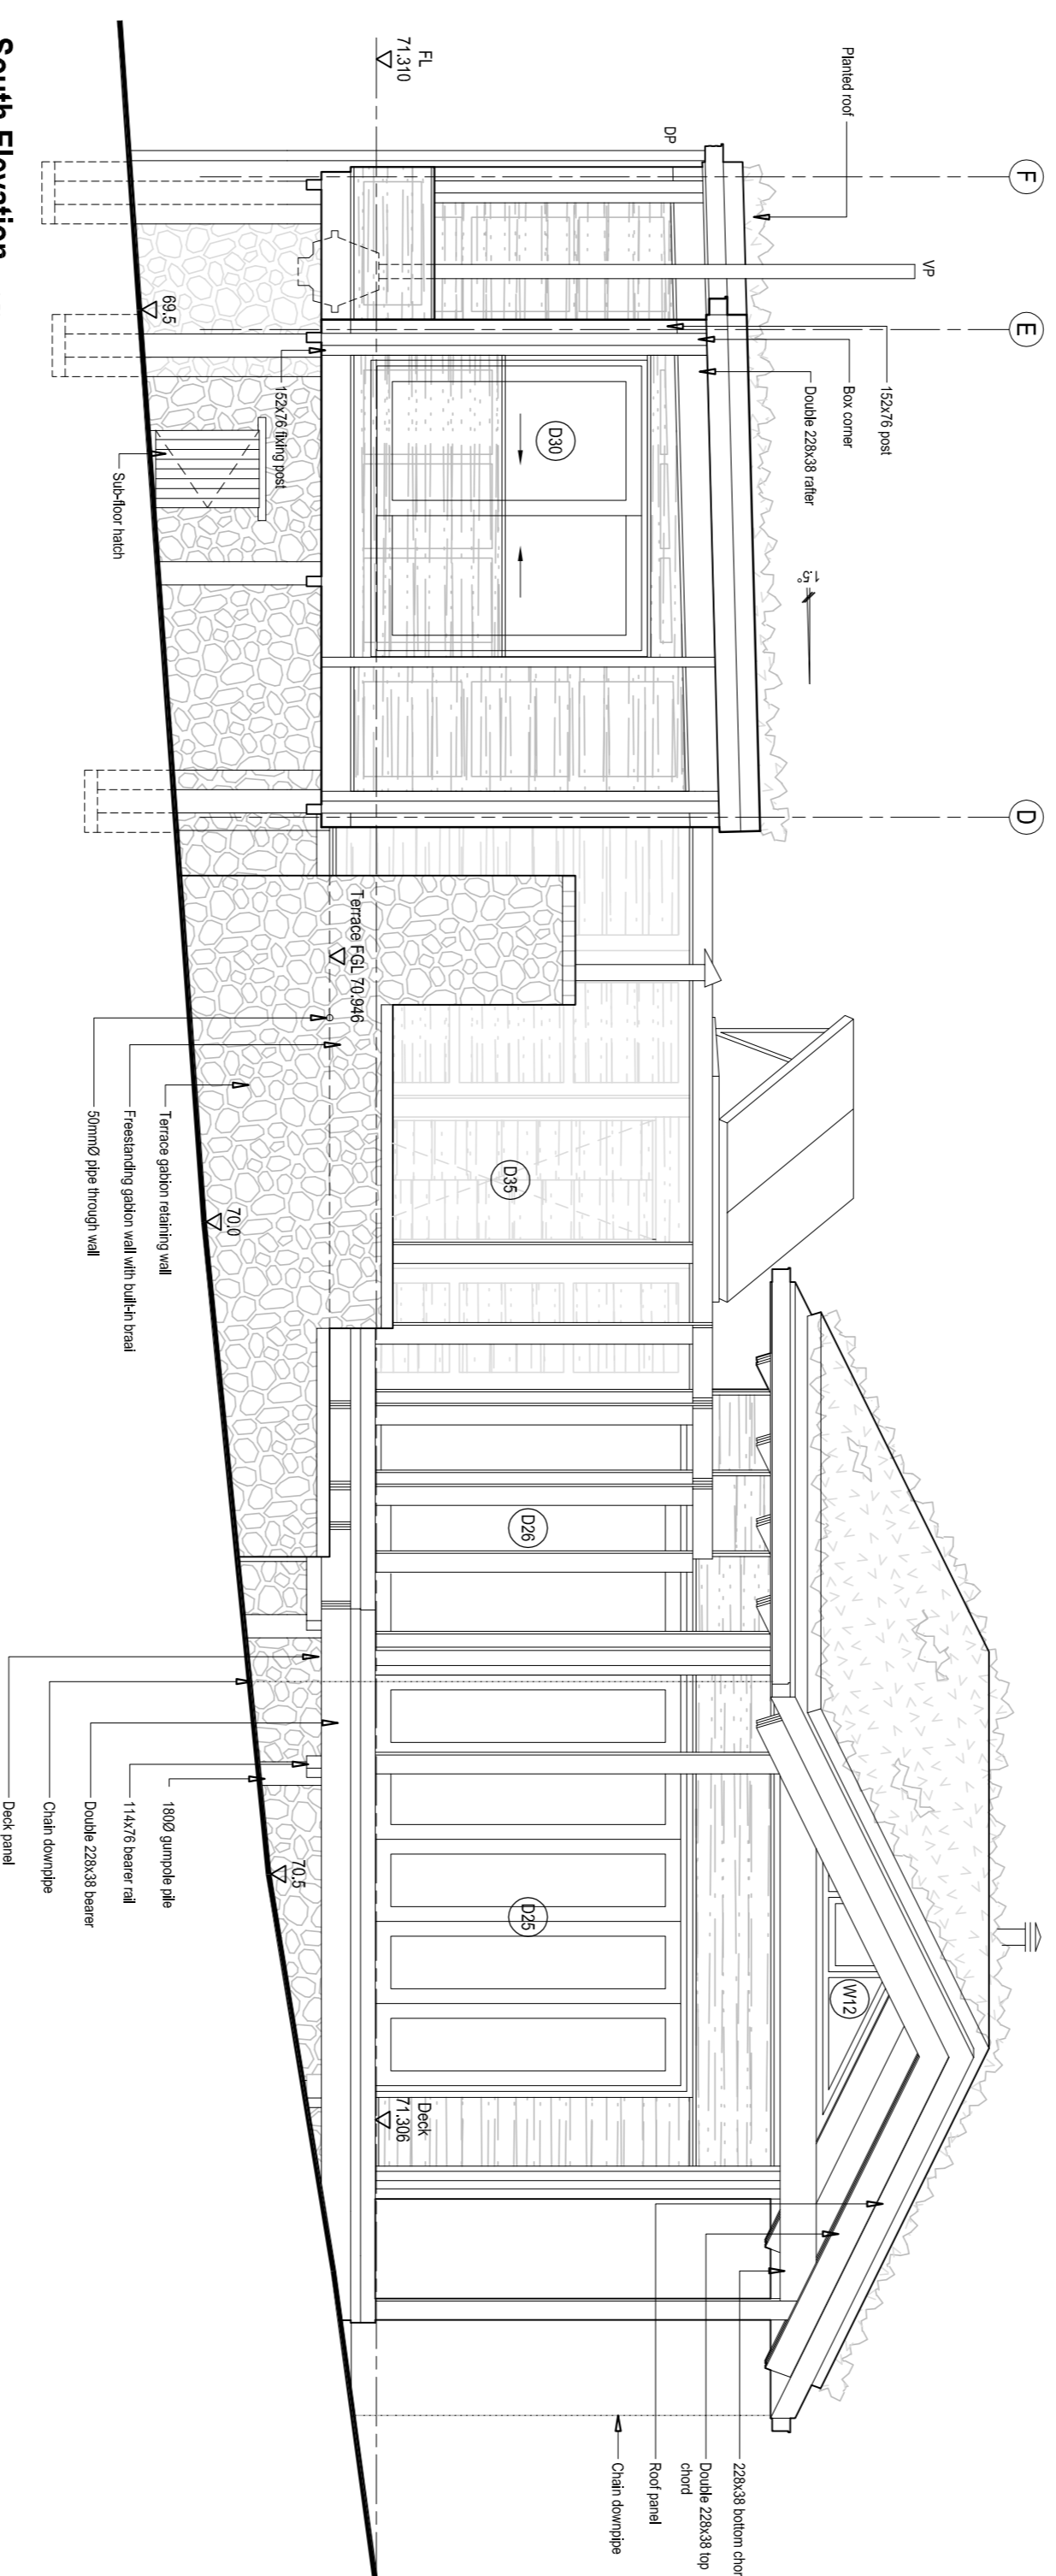 F
E
D
Planted roof
VP
DP
152x76 post
Box corner
Double 228x38 rafter
1.5°
FL
71.310
D30
152x76 fixing post
Sub-floor hatch
69.5
Terrace FGL 70.946
D35
D26
D25
W12
70.0
70.5
Deck
71.306
50mmØ pipe through wall
Freestanding gabion wall with built-in braai
Terrace gabion retaining wall
Deck panel
Chain downpipe
Double 228x38 bearer
114x76 bearer rail
180Ø gumpole pile
228x38 bottom chor
Double 228x38 top
chord
Roof panel
Chain downpipe
South Elevation